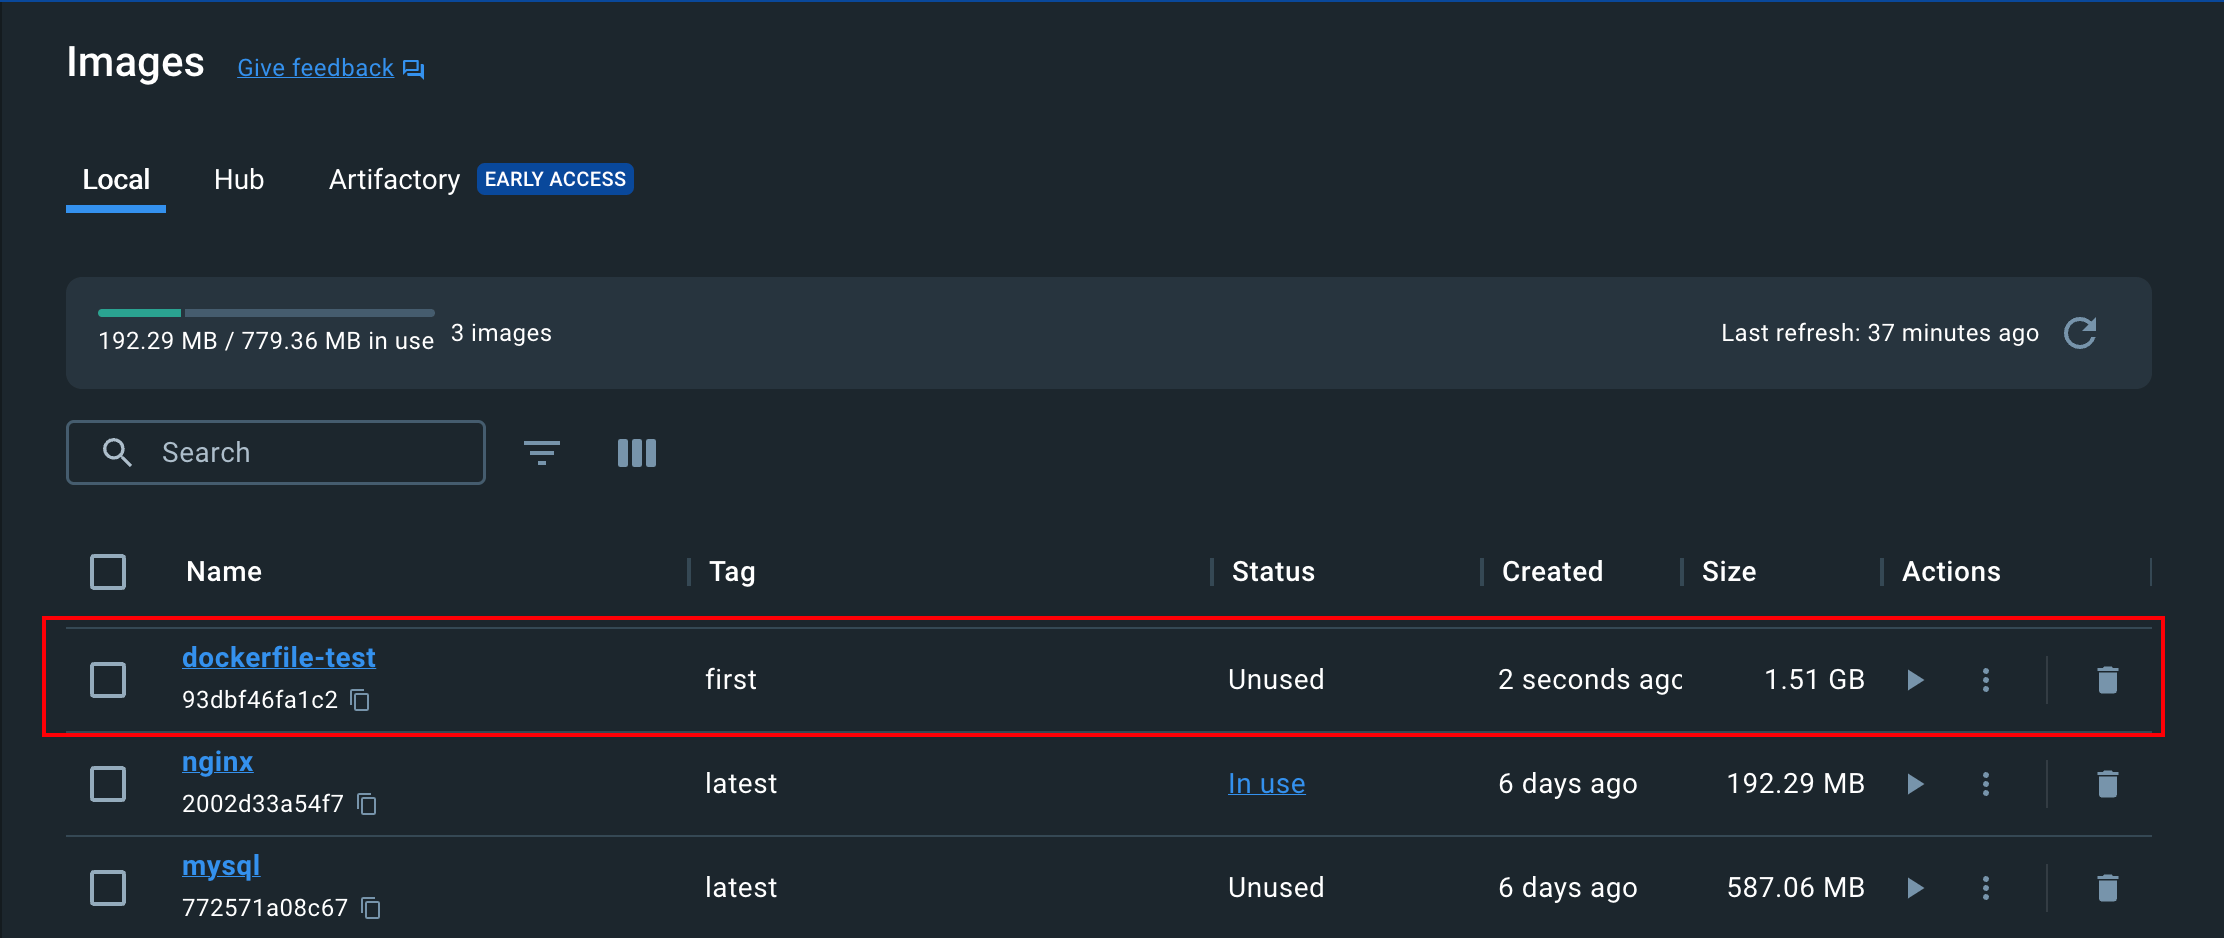 Images Give feedback
Local Hub Artifactory EARLY ACCESS
192.29 MB / 779.36 MB in use 3 images Last refresh: 37 minutes ago
Search
Name Tag Status Created Size Actions
dockerfile-test
93dbf46fa1c2 first Unused 2 seconds ago 1.51 GB
nginx
2002d33a54f7 latest In use 6 days ago 192.29 MB
mysql
772571a08c67 latest Unused 6 days ago 587.06 MB